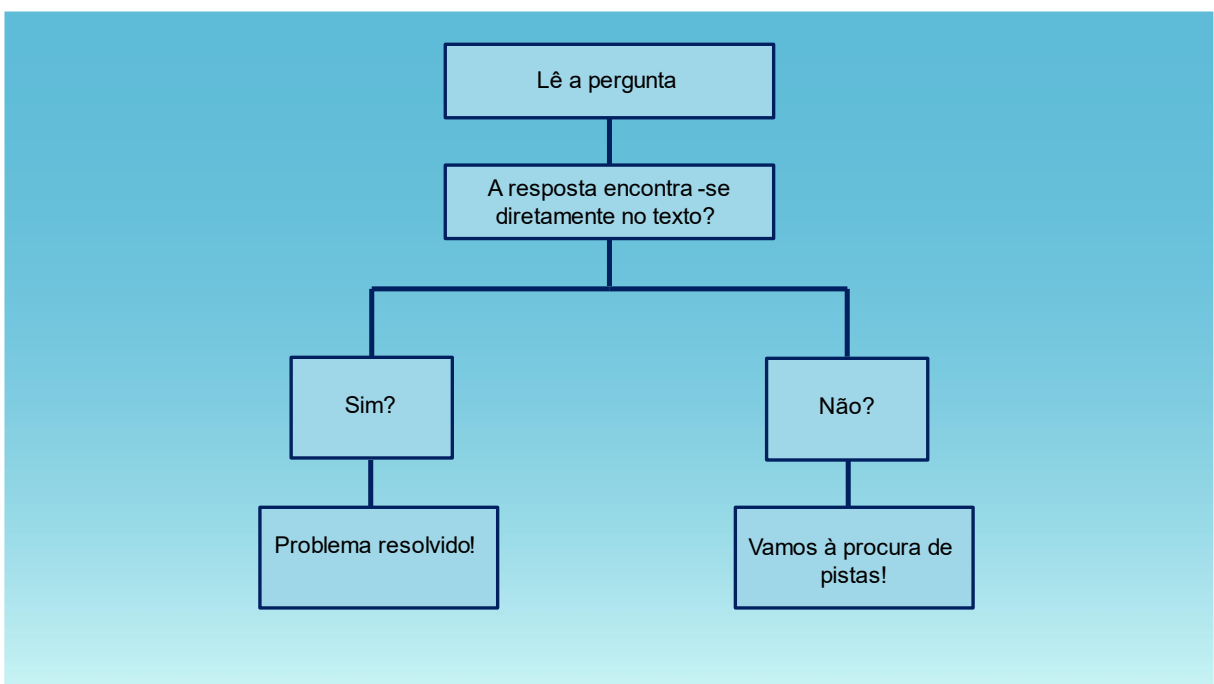 Lê a pergunta
A resposta encontra -se
diretamente no texto?
Sim?
Não?
Problema resolvido!
Vamos à procura de
pistas!